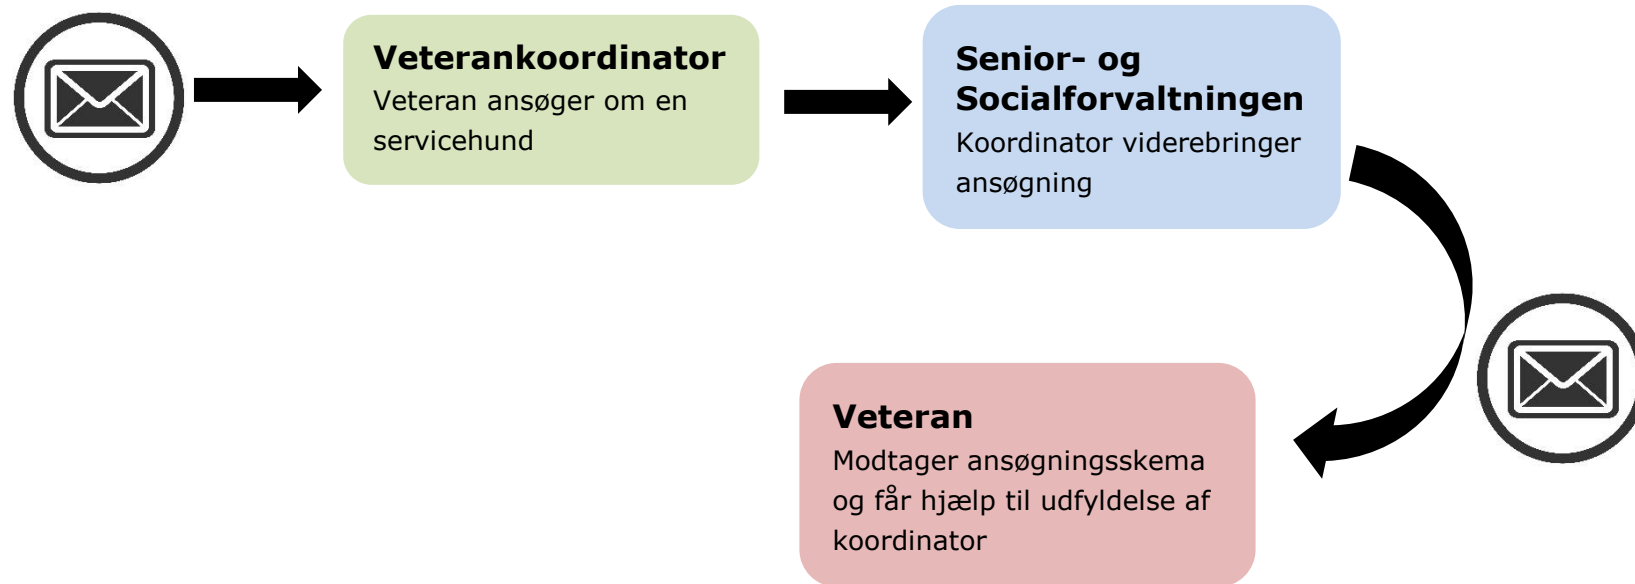 Veterankoordinator
Veteran ansøger om en
servicehund
Senior- og
Socialforvaltningen
Koordinator viderebringer
ansøgning
Veteran
Modtager ansøgningsskema
og får hjælp til udfyldelse af
koordinator